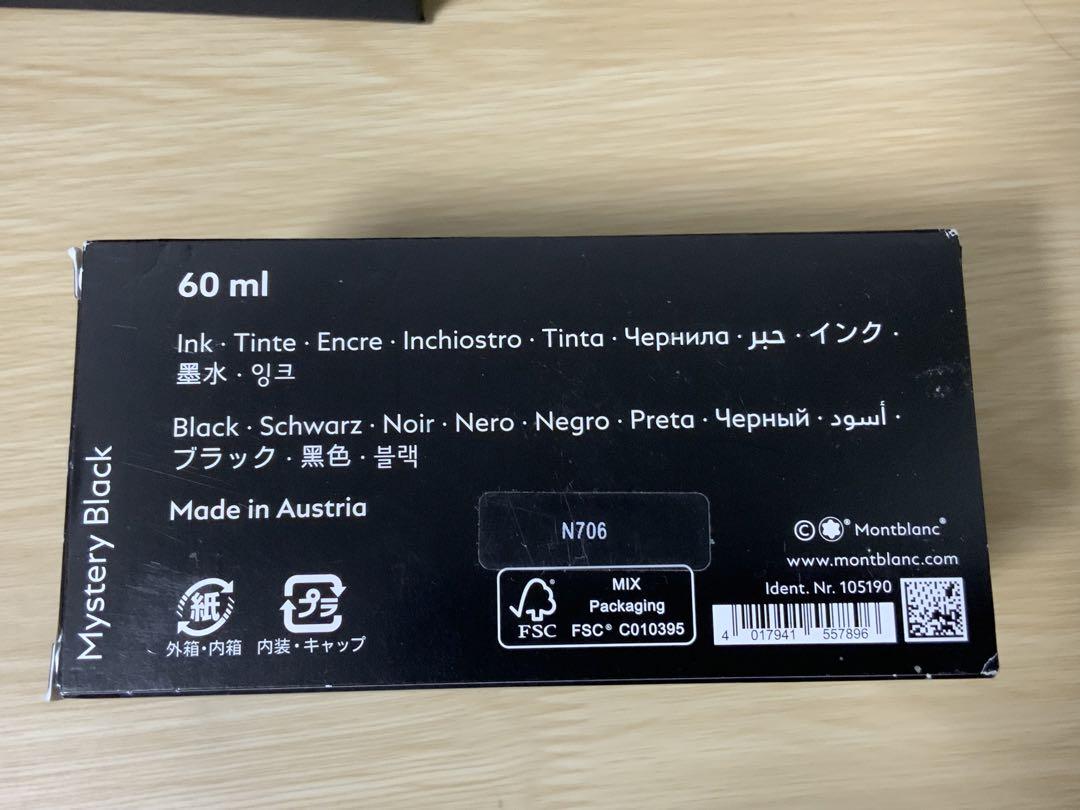 60 ml
Ink · Tinte · Encre · Inchiostro · Tinta · Чернила · حبر · インク ·
墨水 · 잉크
Black · Schwarz · Noir · Nero · Negro · Preta · Черный · أسود ·
ブラック · 黑色 · 블랙
Made in Austria
Mystery Black
N706
© ® Montblanc®
www.montblanc.com
Ident. Nr. 105190
4 017941 557896
紙
外箱・内箱
プラ
内装・キャップ
FSC
MIX
Packaging
FSC® C010395